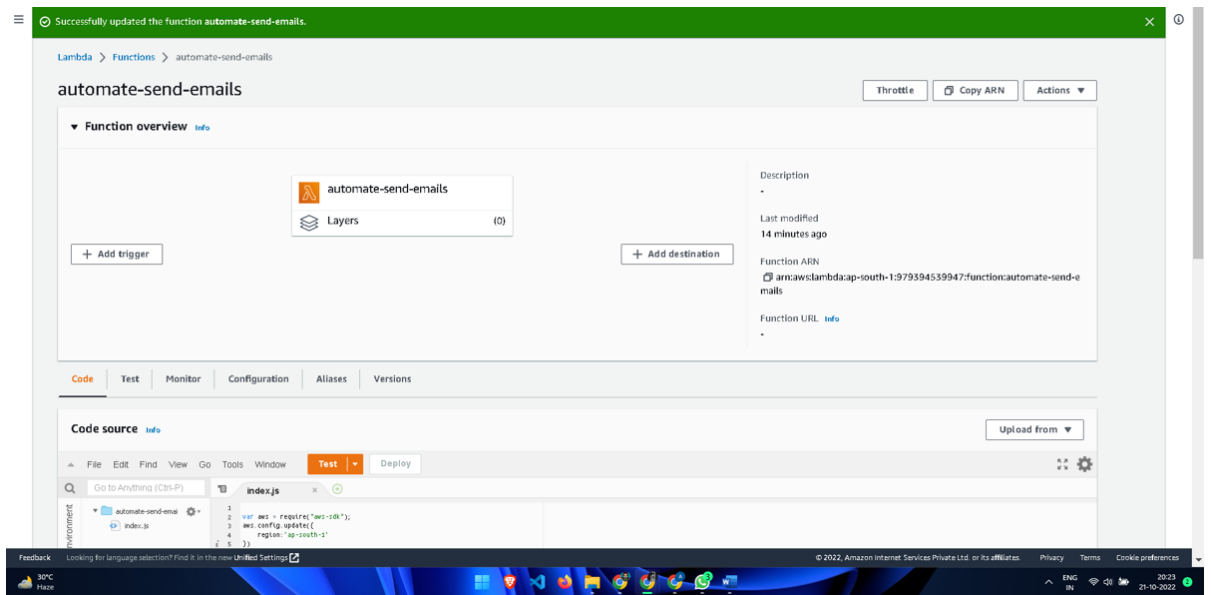 Successfully updated the function automate-send-emails.
Lambda > Functions > automate-send-emails
automate-send-emails
Throttle
Copy ARN
Actions ▼
▼ Function overview Info
automate-send-emails
Layers (0)
+ Add trigger
+ Add destination
Description
-
Last modified
14 minutes ago
Function ARN
arn:aws:lambda:ap-south-1:979394539947:function:automate-send-e
mails
Function URL Info
-
Code
Test
Monitor
Configuration
Aliases
Versions
Code source Info
Upload from ▼
File Edit Find View Go Tools Window
Test
Deploy
Go to Anything (Ctrl-P)
index.js
automate-send-emai
index.js
1
2 var aws = require("aws-sdk");
3 aws.config.update({
4 region:'ap-south-1'
5 })
Feedback Looking for language selection? Find it in the new Unified Settings
© 2022, Amazon Internet Services Private Ltd. or its affiliates. Privacy Terms Cookie preferences
30°C
Haze
ENG
IN
20:23
21-10-2022
2